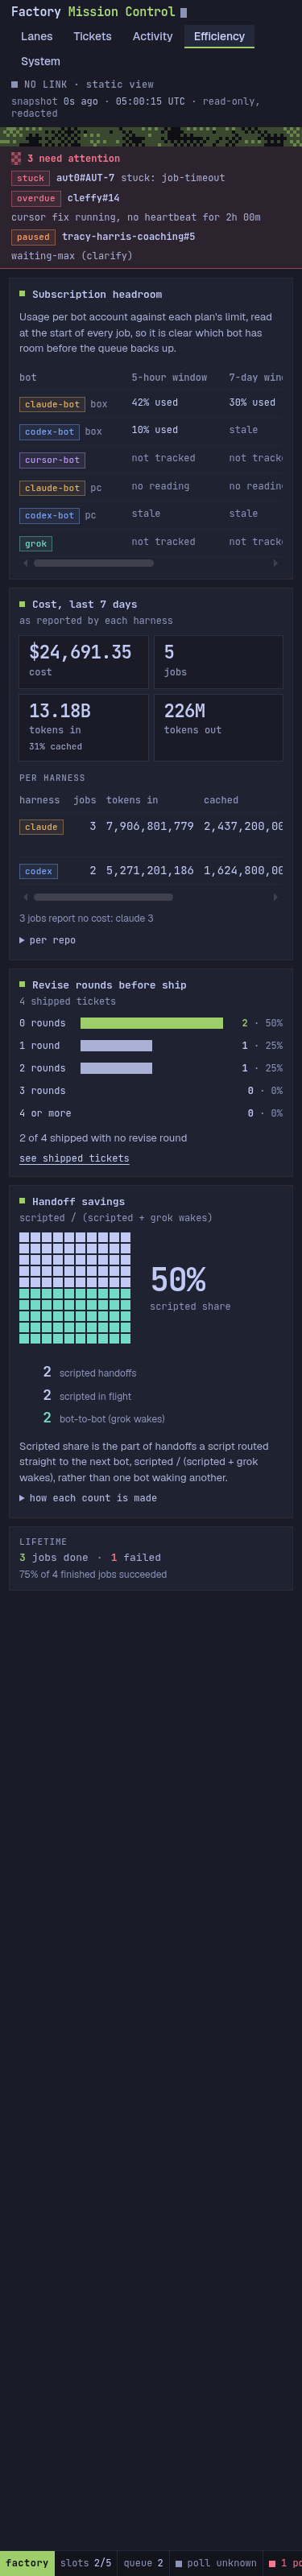 Factory Mission Control
Lanes Tickets Activity Efficiency
System
NO LINK · static view
snapshot 0s ago · 05:00:15 UTC · read-only,
redacted
3 need attention
stuck aut0#AUT-7 stuck: job-timeout
overdue cleffy#14
cursor fix running, no heartbeat for 2h 00m
paused tracy-harris-coaching#5
waiting-max (clarify)
Subscription headroom
Usage per bot account against each plan's limit, read
at the start of every job, so it is clear which bot has
room before the queue backs up.
bot 5-hour window 7-day win
claude-bot box 42% used 30% used
codex-bot box 10% used stale
cursor-bot not tracked not track
claude-bot pc no reading no readin
codex-bot pc stale stale
grok not tracked not track
Cost, last 7 days
as reported by each harness
$24,691.35 5
cost jobs
13.18B 226M
tokens in tokens out
31% cached
PER HARNESS
harness jobs tokens in cached
claude 3 7,906,801,779 2,437,200,00
codex 2 5,271,201,186 1,624,800,00
3 jobs report no cost: claude 3
▶ per repo
Revise rounds before ship
4 shipped tickets
0 rounds 2 · 50%
1 round 1 · 25%
2 rounds 1 · 25%
3 rounds 0 · 0%
4 or more 0 · 0%
2 of 4 shipped with no revise round
see shipped tickets
Handoff savings
scripted / (scripted + grok wakes)
50%
scripted share
2 scripted handoffs
2 scripted in flight
2 bot-to-bot (grok wakes)
Scripted share is the part of handoffs a script routed
straight to the next bot, scripted / (scripted + grok
wakes), rather than one bot waking another.
▶ how each count is made
LIFETIME
3 jobs done · 1 failed
75% of 4 finished jobs succeeded
factory slots 2/5 queue 2 poll unknown 1 p